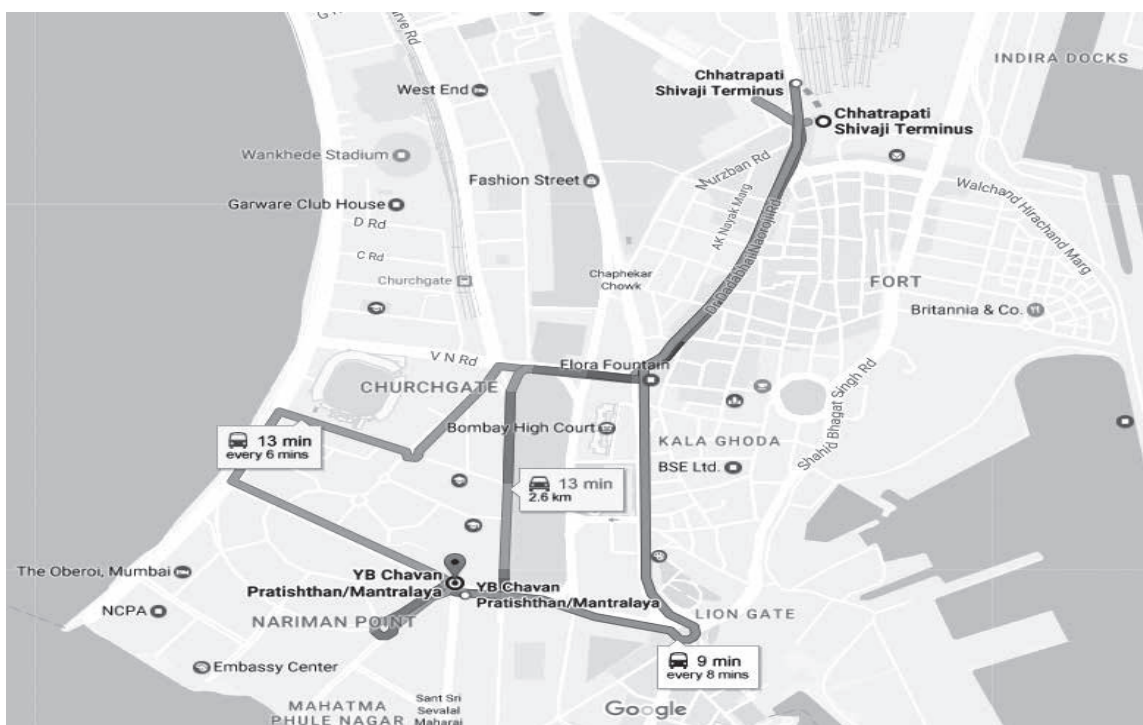 INDIRA DOCKS
Chhatrapati
Shivaji Terminus
West End
Chhatrapati
Shivaji Terminus
Wankhede Stadium
Murzban Rd
Fashion Street
Walchand Hirachand Marg
Garware Club House
D Rd
AK Nayak Marg
C Rd
Chaphekar
Chowk
Churchgate
Dr Dadabhai Naoroji Rd
FORT
Britannia & Co.
V N Rd
Flora Fountain
CHURCHGATE
Shahid Bhagat Singh Rd
Bombay High Court
KALA GHODA
13 min
every 6 mins
BSE Ltd.
13 min
2.6 km
The Oberoi, Mumbai
YB Chavan
Pratishthan/Mantralaya
YB Chavan
Pratishthan/Mantralaya
NCPA
NARIMAN POINT
LION GATE
Embassy Center
9 min
every 8 mins
Sant Sri
Sevalal
Maharaj
MAHATMA
PHULE NAGAR
Google